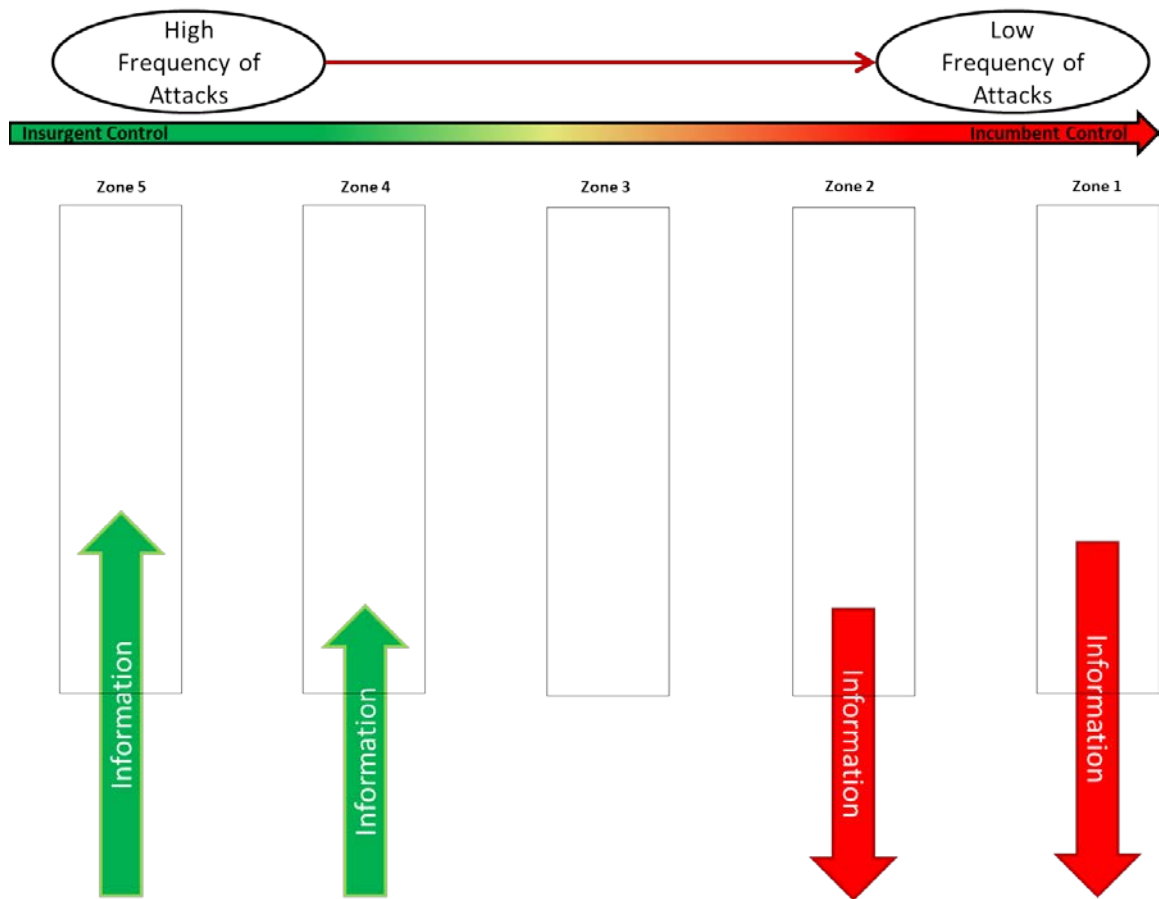 High
Frequency of
Attacks
Low
Frequency of
Attacks
Insurgent Control
Incumbent Control
Zone 5
Zone 4
Zone 3
Zone 2
Zone 1
Information
Information
Information
Information